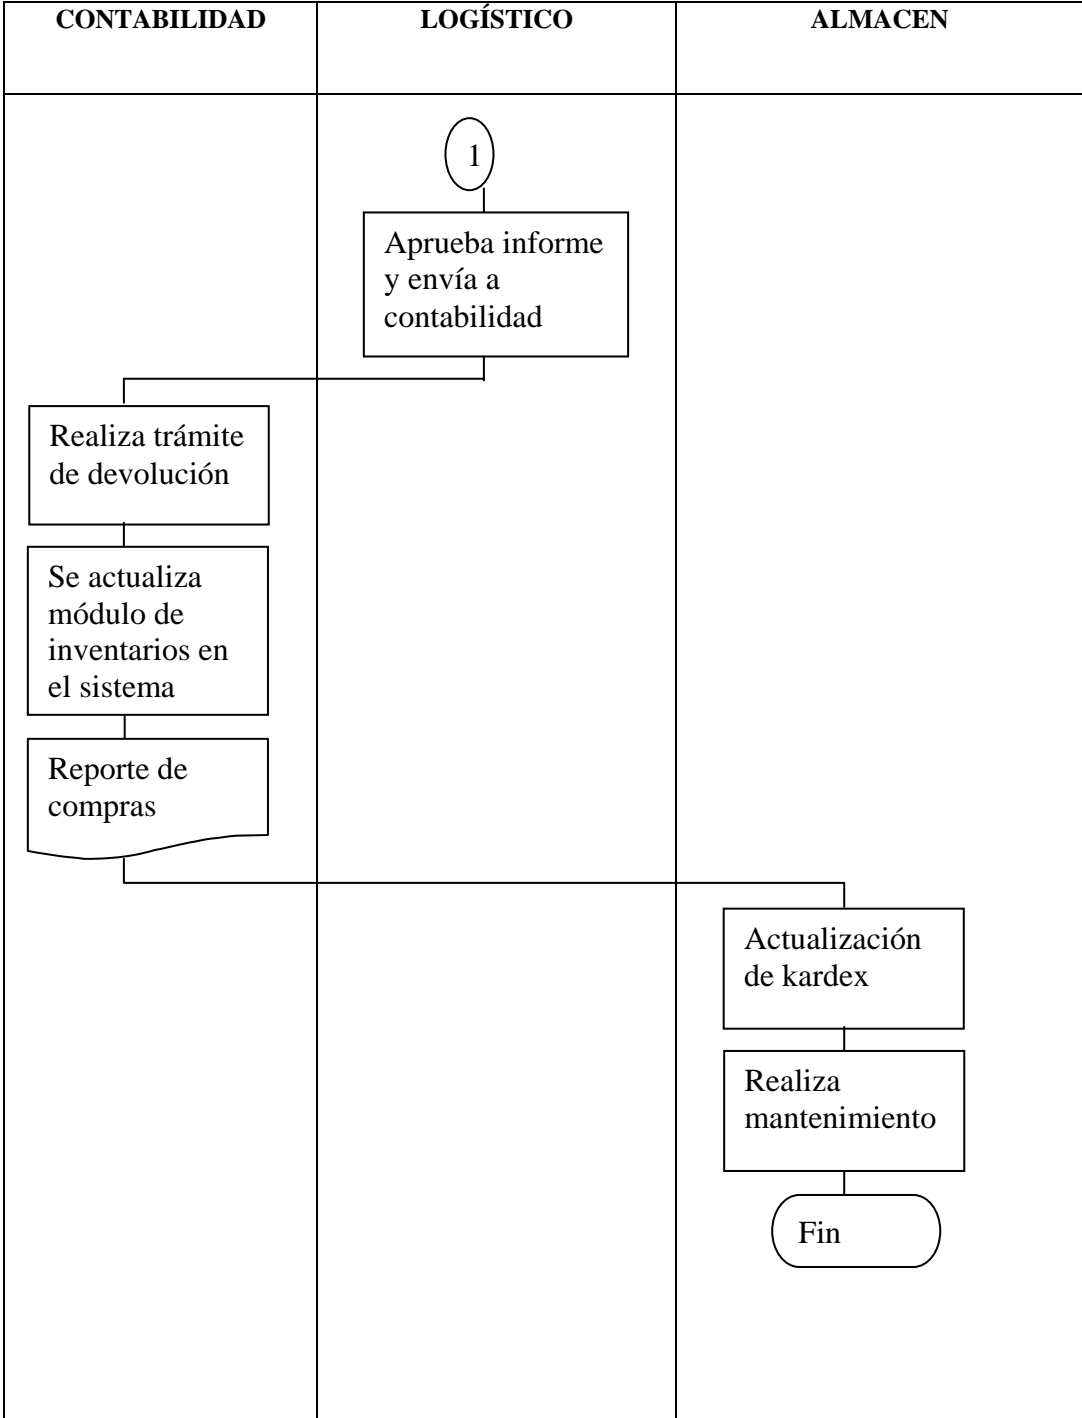 CONTABILIDAD
LOGÍSTICO
ALMACEN
1
Aprueba informe
y envía a
contabilidad
Realiza trámite
de devolución
Se actualiza
módulo de
inventarios en
el sistema
Reporte de
compras
Actualización
de kardex
Realiza
mantenimiento
Fin